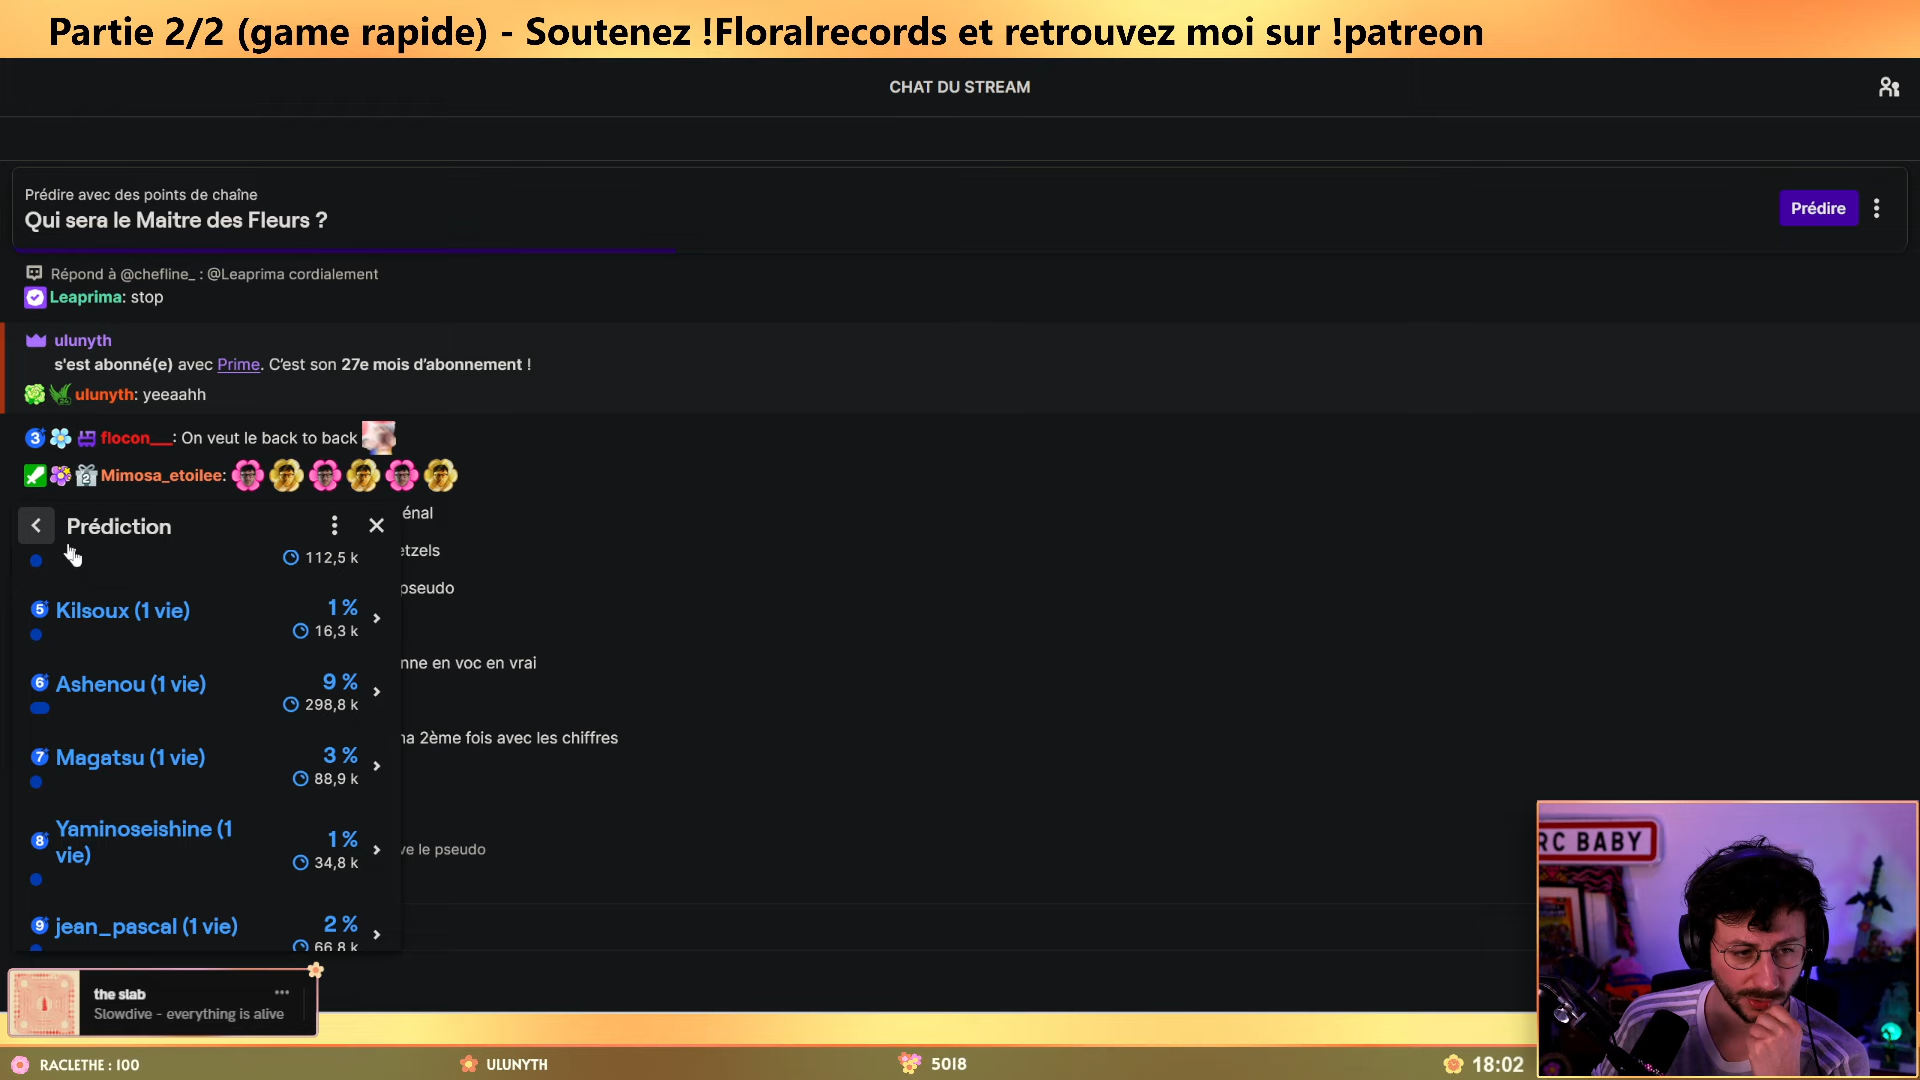 Partie 2/2 (game rapide) - Soutenez !Floralrecords et retrouvez moi sur !patreon
CHAT DU STREAM
Prédire avec des points de chaîne
Qui sera le Maitre des Fleurs ?
Prédire
Répond à @chefline_ : @Leaprima cordialement
Leaprima: stop
ulunyth
s'est abonné(e) avec Prime. C'est son 27e mois d'abonnement !
ulunyth: yeeaahh
3 flocon___: On veut le back to back
2 Mimosa_etoilee:
énal
Prédiction
etzels
112,5 k
pseudo
5 Kilsoux (1 vie) 1 %
16,3 k
nne en voc en vrai
6 Ashenou (1 vie) 9 %
298,8 k
na 2ème fois avec les chiffres
7 Magatsu (1 vie) 3 %
88,9 k
8 Yaminoseishine (1 vie) 1 %
34,8 k
ve le pseudo
9 jean_pascal (1 vie) 2 %
66,8 k
RC BABY
the slab
Slowdive - everything is alive
RACLETHE : 100
ULUNYTH
5018
18:02